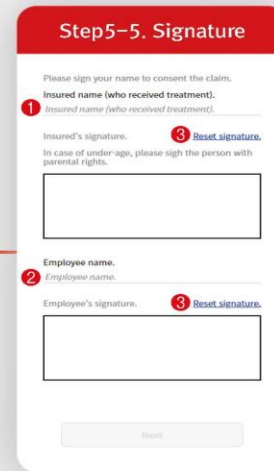 Step5-5. Signature
Please sign your name to consent the claim.
Insured name (who received treatment).
1 Insured name (who received treatment).
Insured's signature. 3 Reset signature.
In case of under-age, please sigh the person with
parental rights.
Employee name.
2 Employee name.
Employee's signature. 3 Reset signature.
Next